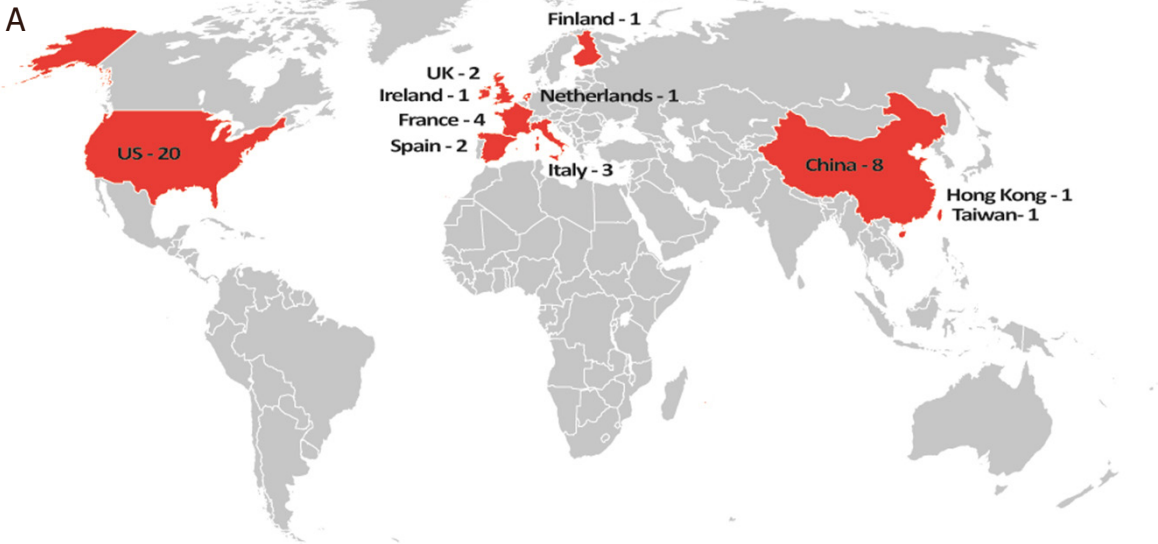 A
Finland - 1
UK - 2
Ireland - 1
Netherlands - 1
France - 4
Spain - 2
Italy - 3
US - 20
China - 8
Hong Kong - 1
Taiwan- 1